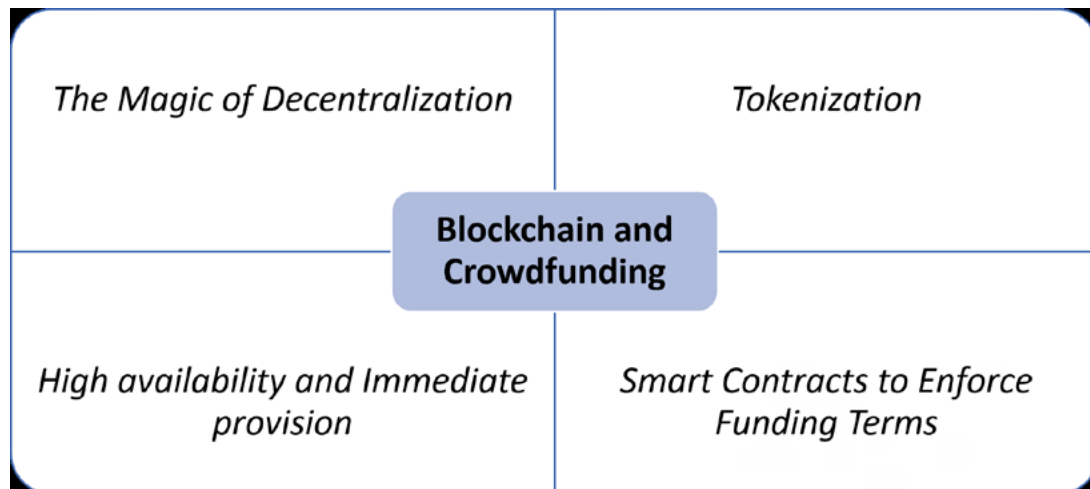 The Magic of Decentralization
Tokenization
Blockchain and
Crowdfunding
High availability and Immediate
provision
Smart Contracts to Enforce
Funding Terms